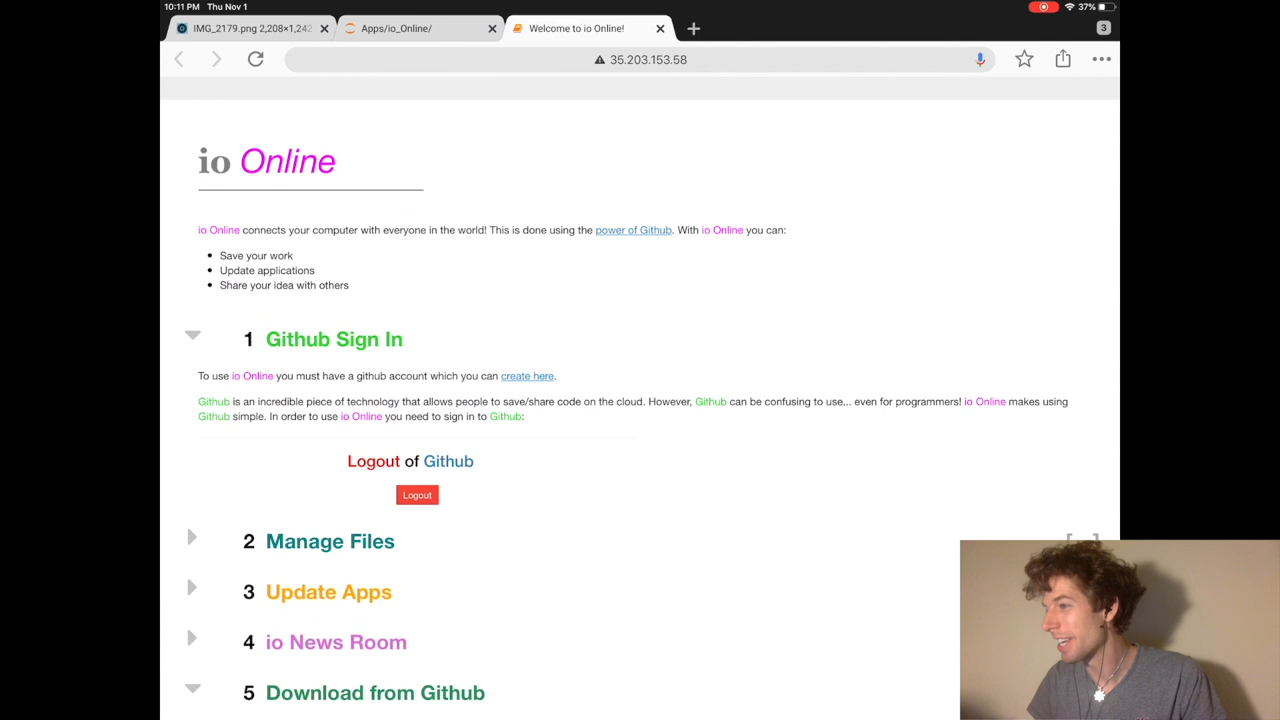 10:11 PM Thu Nov 1
37%
IMG_2179.png 2,208×1,242
Apps/io_Online/
Welcome to io Online!
3
35.203.153.58
io Online
io Online connects your computer with everyone in the world! This is done using the power of Github. With io Online you can:
• Save your work
• Update applications
• Share your idea with others
1 Github Sign In
To use io Online you must have a github account which you can create here.
Github is an incredible piece of technology that allows people to save/share code on the cloud. However, Github can be confusing to use... even for programmers! io Online makes using
Github simple. In order to use io Online you need to sign in to Github:
Logout of Github
Logout
2 Manage Files
3 Update Apps
4 io News Room
5 Download from Github